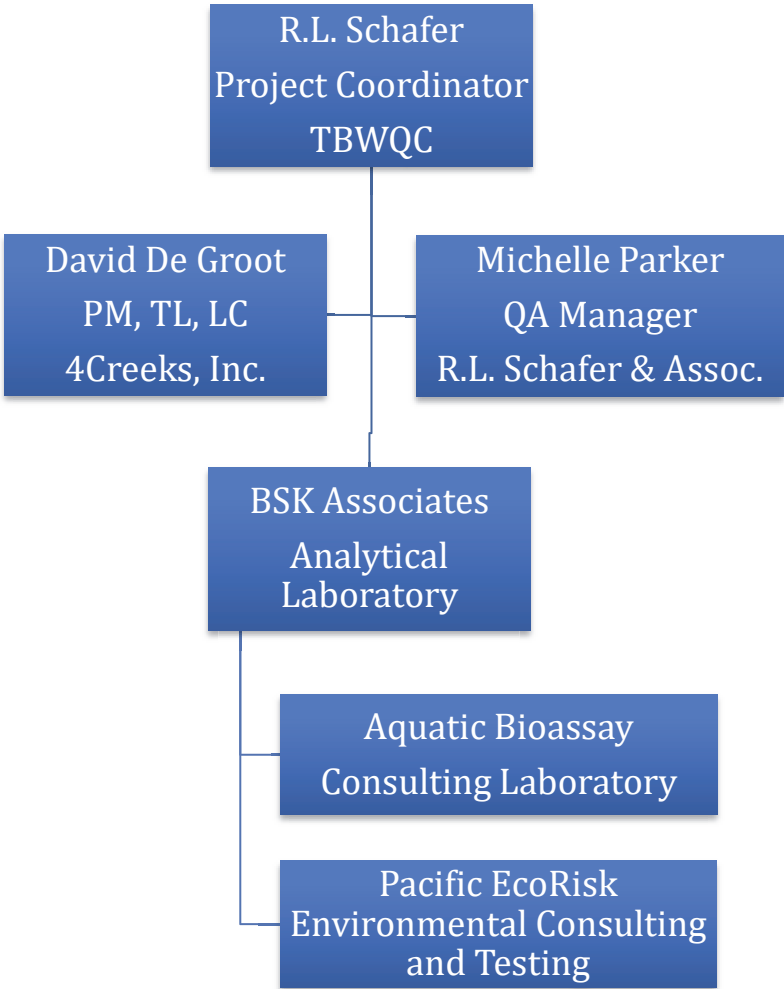 R.L. Schafer
Project Coordinator
TBWQC
David De Groot
PM, TL, LC
4Creeks, Inc.
Michelle Parker
QA Manager
R.L. Schafer & Assoc.
BSK Associates
Analytical
Laboratory
Aquatic Bioassay
Consulting Laboratory
Pacific EcoRisk
Environmental Consulting
and Testing